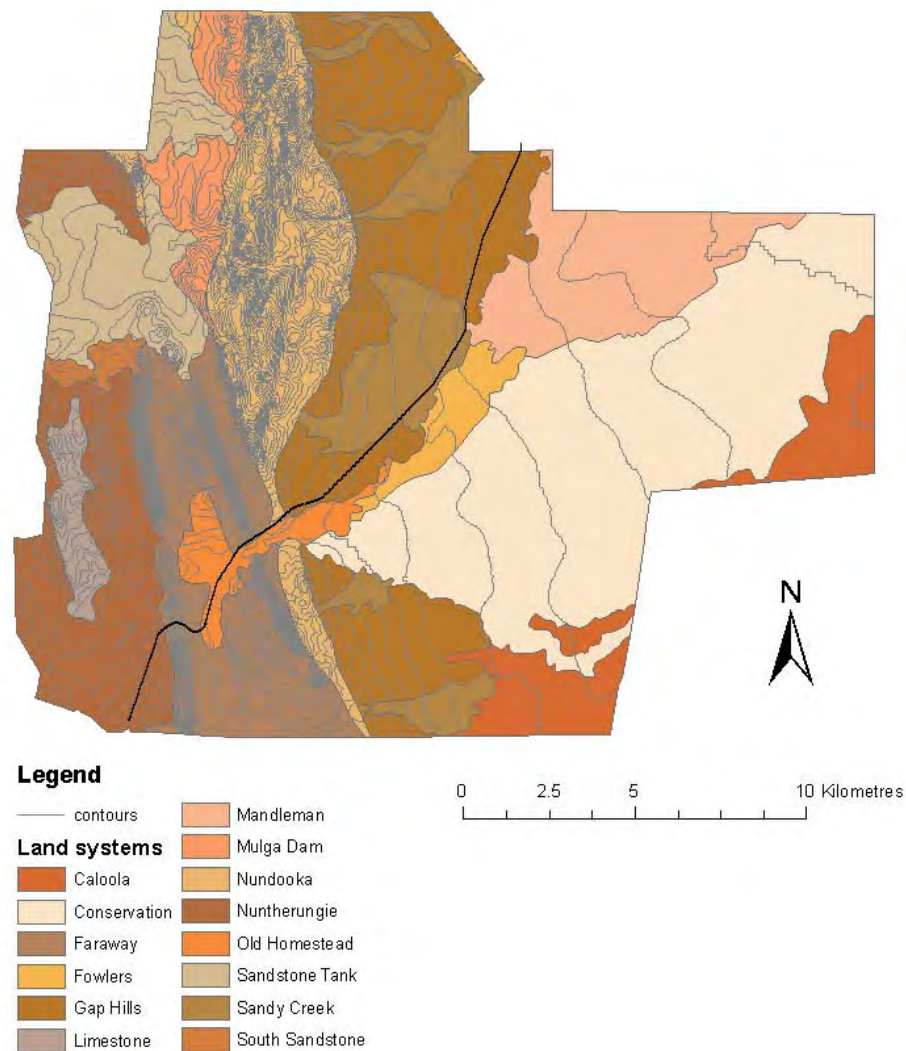 N
Legend
contours
Land systems
Caloola
Conservation
Faraway
Fowlers
Gap Hills
Limestone
Mandleman
Mulga Dam
Nundooka
Nuntherungie
Old Homestead
Sandstone Tank
Sandy Creek
South Sandstone
0 2.5 5 10 Kilometres